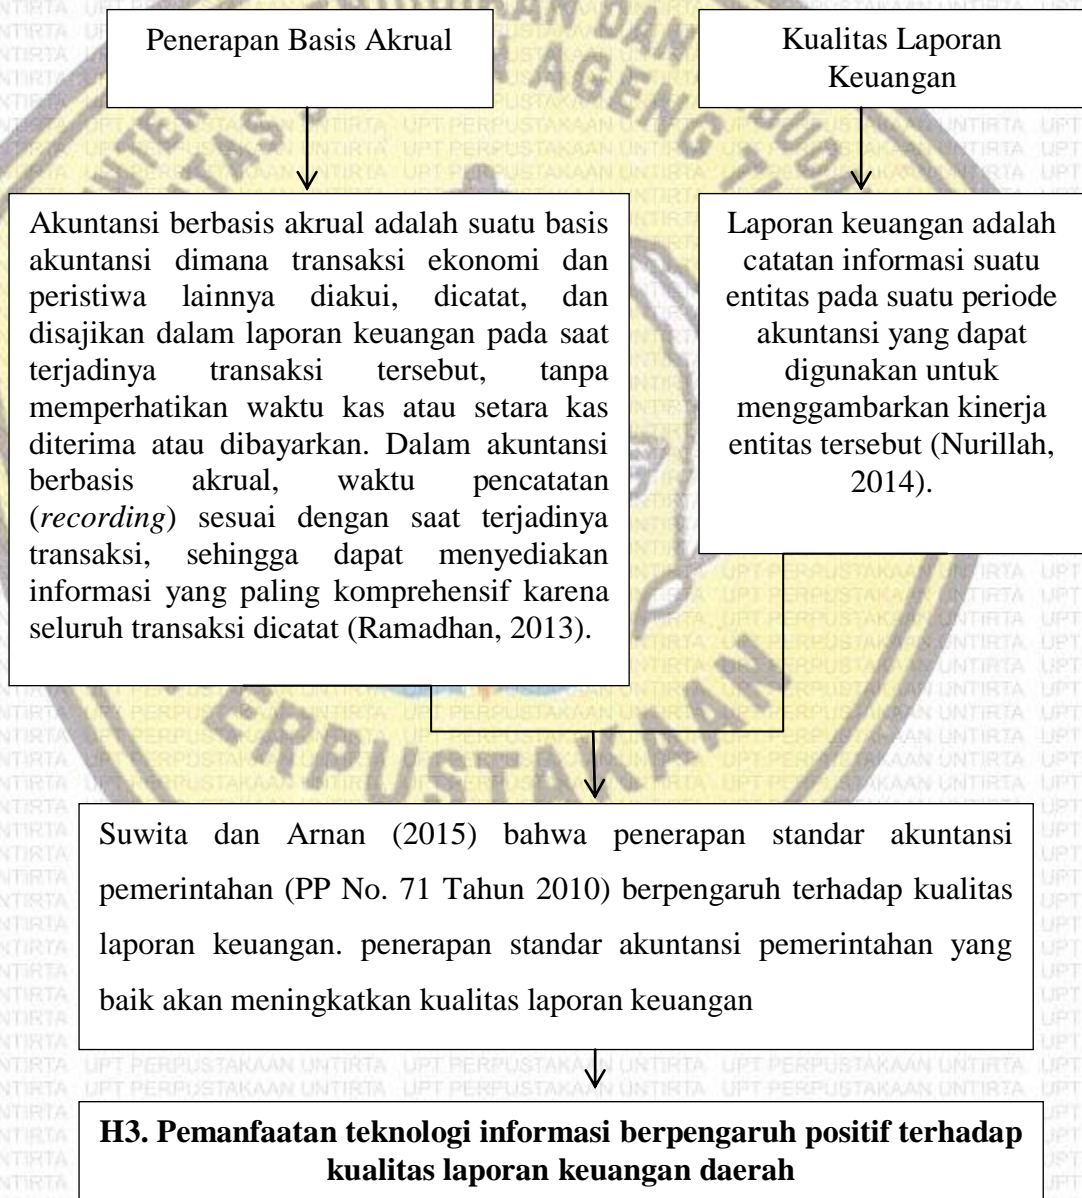 Penerapan Basis Akrual
Kualitas Laporan
Keuangan
Akuntansi berbasis akrual adalah suatu basis
akuntansi dimana transaksi ekonomi dan
peristiwa lainnya diakui, dicatat, dan
disajikan dalam laporan keuangan pada saat
terjadinya transaksi tersebut, tanpa
memperhatikan waktu kas atau setara kas
diterima atau dibayarkan. Dalam akuntansi
berbasis akrual, waktu pencatatan
(recording) sesuai dengan saat terjadinya
transaksi, sehingga dapat menyediakan
informasi yang paling komprehensif karena
seluruh transaksi dicatat (Ramadhan, 2013).
Laporan keuangan adalah
catatan informasi suatu
entitas pada suatu periode
akuntansi yang dapat
digunakan untuk
menggambarkan kinerja
entitas tersebut (Nurillah,
2014).
Suwita dan Arnan (2015) bahwa penerapan standar akuntansi
pemerintahan (PP No. 71 Tahun 2010) berpengaruh terhadap kualitas
laporan keuangan. penerapan standar akuntansi pemerintahan yang
baik akan meningkatkan kualitas laporan keuangan
H3. Pemanfaatan teknologi informasi berpengaruh positif terhadap
kualitas laporan keuangan daerah